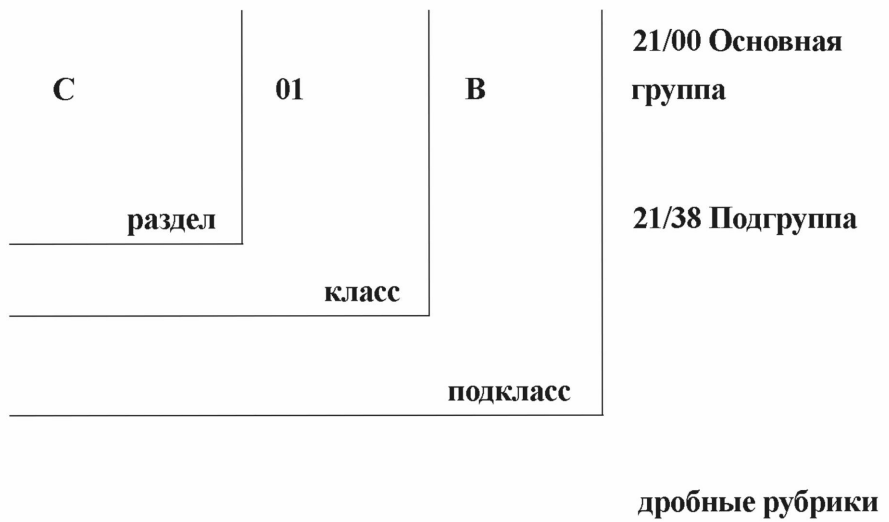 21/00 Основная
С 01 В группа
раздел 21/38 Подгруппа
класс
подкласс
дробные рубрики